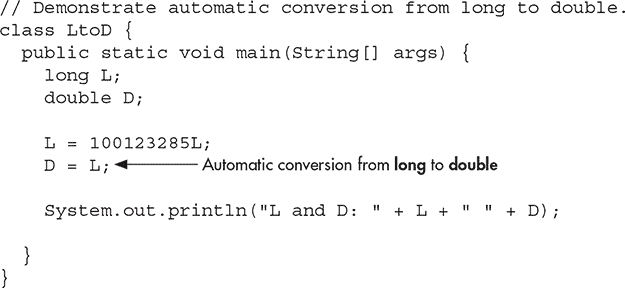 // Demonstrate automatic conversion from long to double.
class LtoD {
  public static void main(String[] args) {
    long L;
    double D;

    L = 100123285L;
    D = L; Automatic conversion from long to double

    System.out.println("L and D: " + L + " " + D);

  }
}